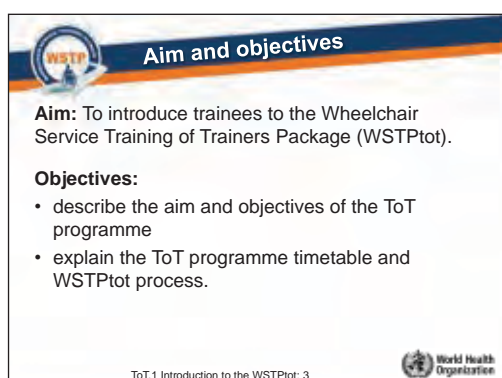 WSTP
Aim and objectives
Aim: To introduce trainees to the Wheelchair
Service Training of Trainers Package (WSTPtot).
Objectives:
• describe the aim and objectives of the ToT
programme
• explain the ToT programme timetable and
WSTPtot process.
ToT.1 Introduction to the WSTPtot: 3
World Health
Organization